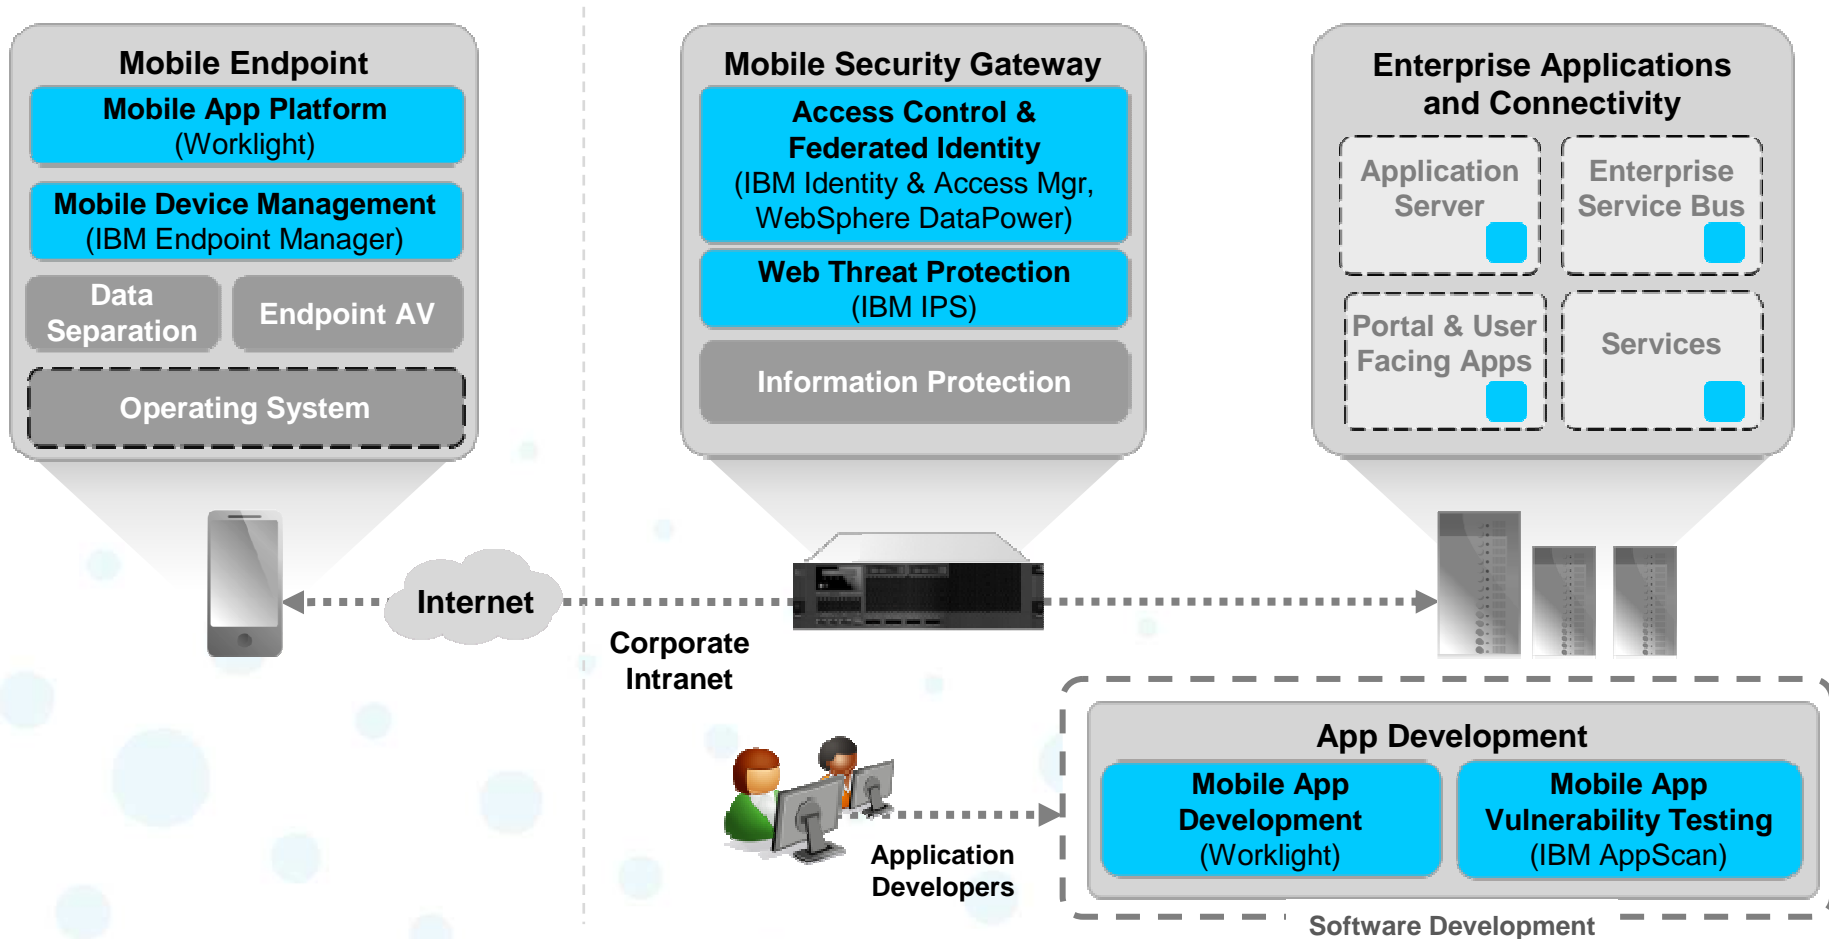 Mobile Endpoint
Mobile App Platform
(Worklight)
Mobile Device Management
(IBM Endpoint Manager)
Data
Separation
Endpoint AV
Operating System
Mobile Security Gateway
Access Control &
Federated Identity
(IBM Identity & Access Mgr,
WebSphere DataPower)
Web Threat Protection
(IBM IPS)
Information Protection
Enterprise Applications
and Connectivity
Application
Server
Enterprise
Service Bus
Portal & User
Facing Apps
Services
Internet
Corporate
Intranet
Application
Developers
App Development
Mobile App
Development
(Worklight)
Mobile App
Vulnerability Testing
(IBM AppScan)
Software Development